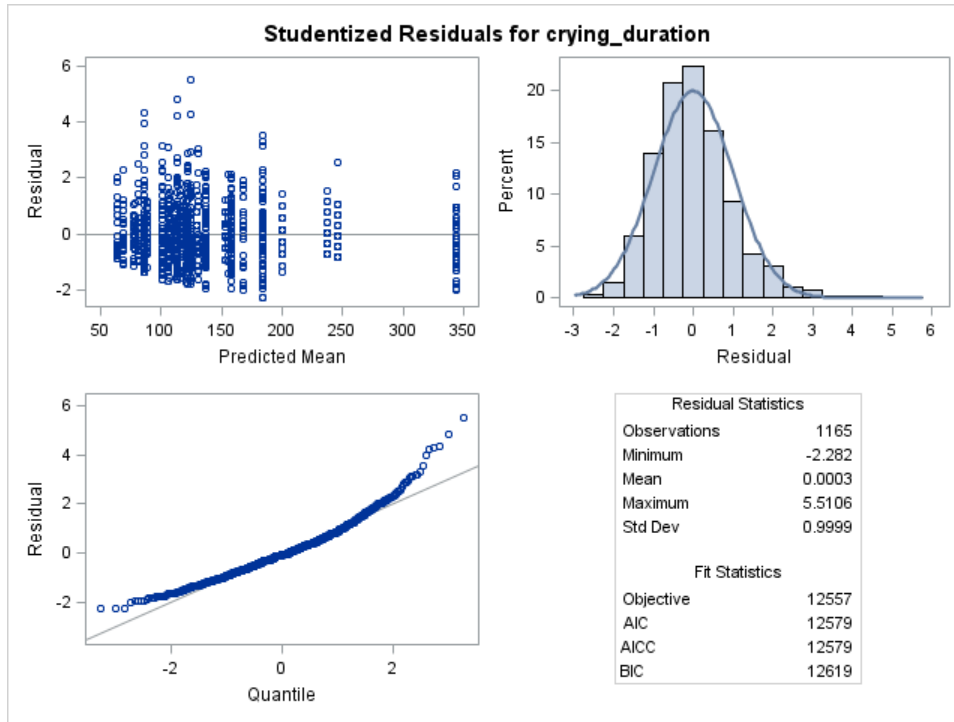 Studentized Residuals for crying_duration
6
4
2
0
-2
Residual
50 100 150 200 250 300 350
Predicted Mean
20
15
10
5
0
Percent
-3 -2 -1 0 1 2 3 4 5 6
Residual
6
4
2
0
-2
Residual
-2 0 2
Quantile
Residual Statistics
Observations 1165
Minimum -2.282
Mean 0.0003
Maximum 5.5106
Std Dev 0.9999
Fit Statistics
Objective 12557
AIC 12579
AICC 12579
BIC 12619